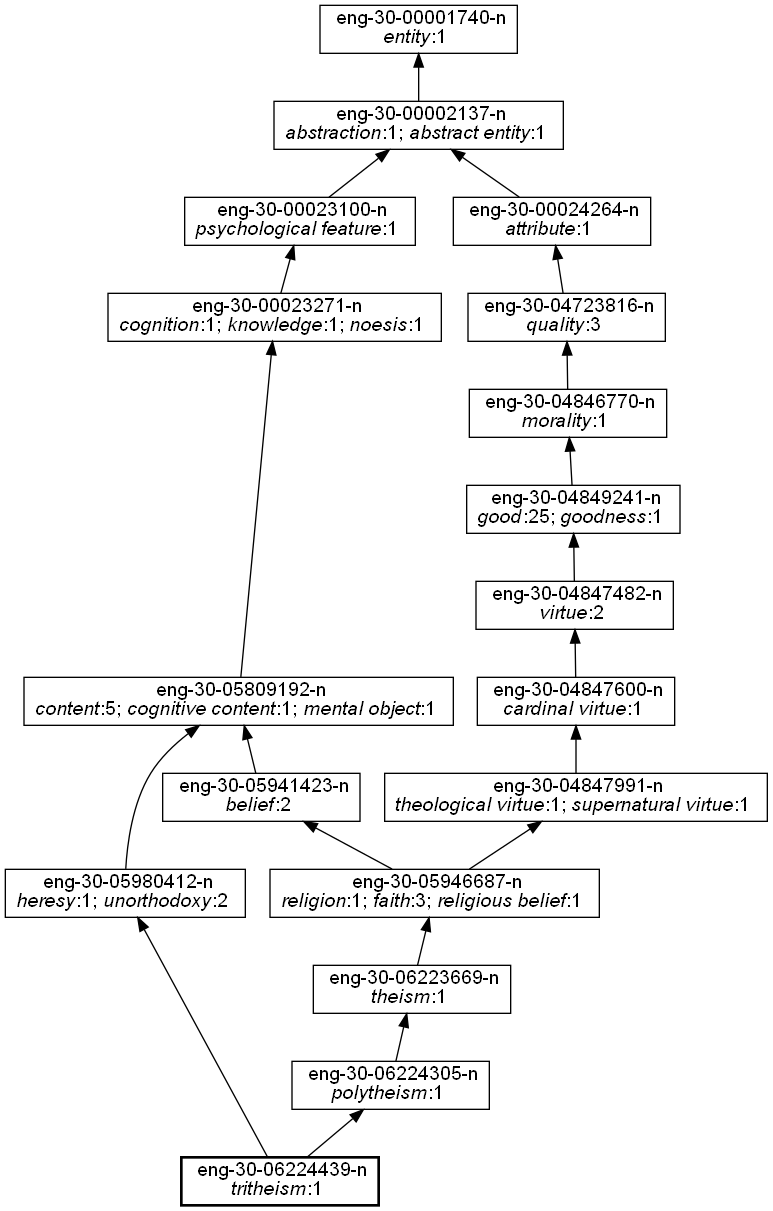 eng-30-00001740-n
entity:1
eng-30-00002137-n
abstraction:1; abstract entity:1
eng-30-00023100-n
psychological feature:1
eng-30-00024264-n
attribute:1
eng-30-00023271-n
cognition:1; knowledge:1; noesis:1
eng-30-04723816-n
quality:3
eng-30-04846770-n
morality:1
eng-30-04849241-n
good:25; goodness:1
eng-30-04847482-n
virtue:2
eng-30-05809192-n
content:5; cognitive content:1; mental object:1
eng-30-04847600-n
cardinal virtue:1
eng-30-05941423-n
belief:2
eng-30-04847991-n
theological virtue:1; supernatural virtue:1
eng-30-05980412-n
heresy:1; unorthodoxy:2
eng-30-05946687-n
religion:1; faith:3; religious belief:1
eng-30-06223669-n
theism:1
eng-30-06224305-n
polytheism:1
eng-30-06224439-n
tritheism:1